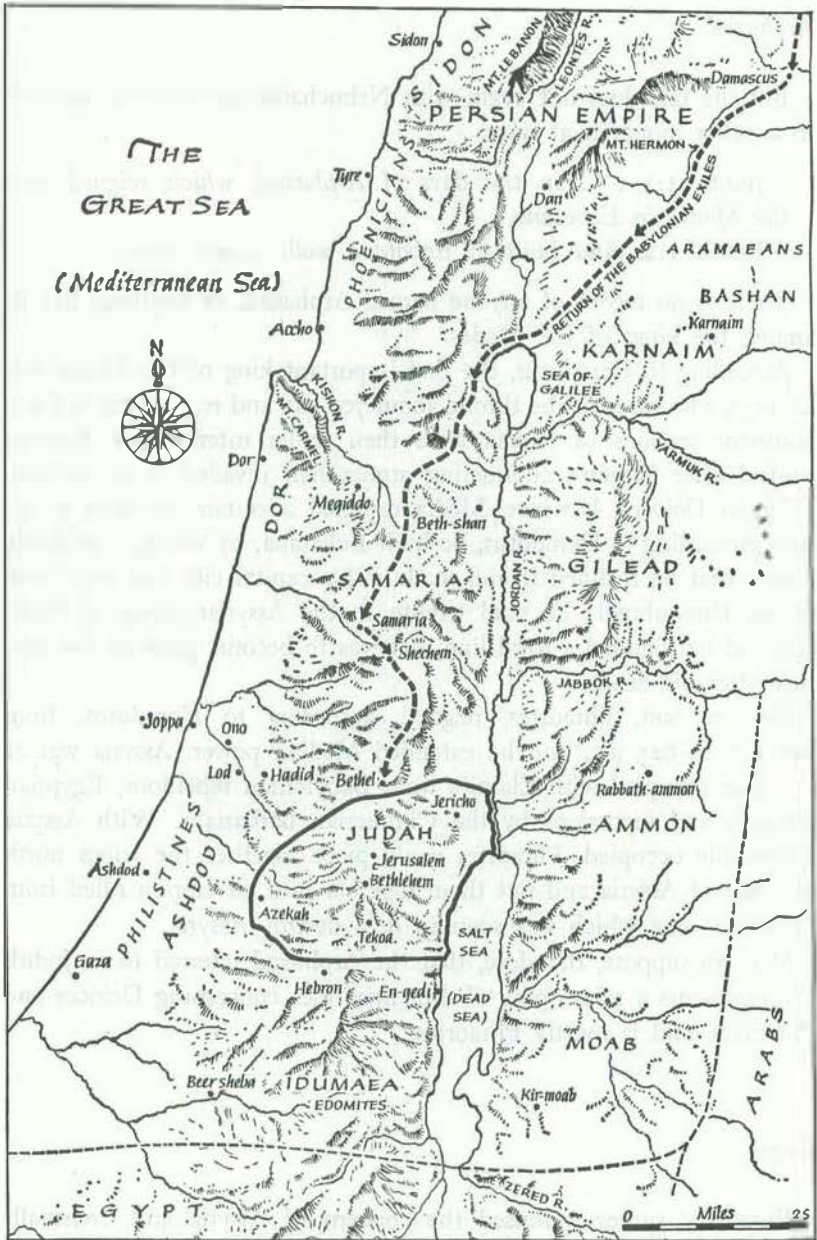 Sidon
SIDON
MT. LEBANON
LEONTES R.
Damascus
PERSIAN EMPIRE
MT. HERMON
THE
GREAT SEA
Tyre
Dan
PHOENICIANS
RETURN OF THE BABYLONIAN EXILES
ARAMAEANS
(Mediterranean Sea)
BASHAN
Accho
Karnaim
KARNAIM
N
SEA OF
GALILEE
KISHON R.
MT. CARMEL
YARMUK R.
Dor
DOR
Megiddo
Beth-shan
GILEAD
JORDAN R.
SAMARIA
Samaria
Shechem
JABBOK R.
Joppa
Ono
Lod
Hadid
Bethel
Rabbath-ammon
Jericho
JUDAH
AMMON
Jerusalem
Ashdod
Bethlehem
PHILISTINES
ASHDOD
Azekah
Tekoa
SALT
SEA
Gaza
Hebron
En-gedi
(DEAD
SEA)
MOAB
ARABS
Beersheba
IDUMAEA
EDOMITES
Kir-moab
EGYPT
ZERED R.
0 Miles 25